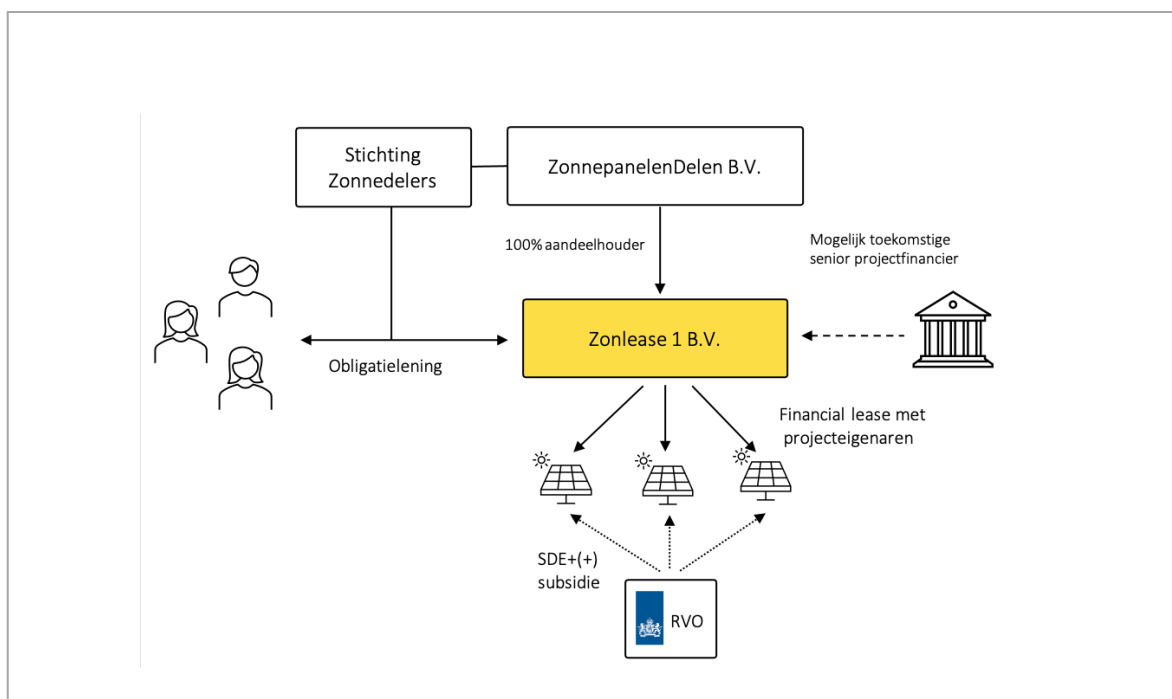 Stichting
Zonnedelers
ZonnepanelenDelen B.V.
100% aandeelhouder
Mogelijk toekomstige
senior projectfinancier
Zonlease 1 B.V.
Obligatielening
Financial lease met
projecteigenaren
SDE+(+)
subsidie
RVO